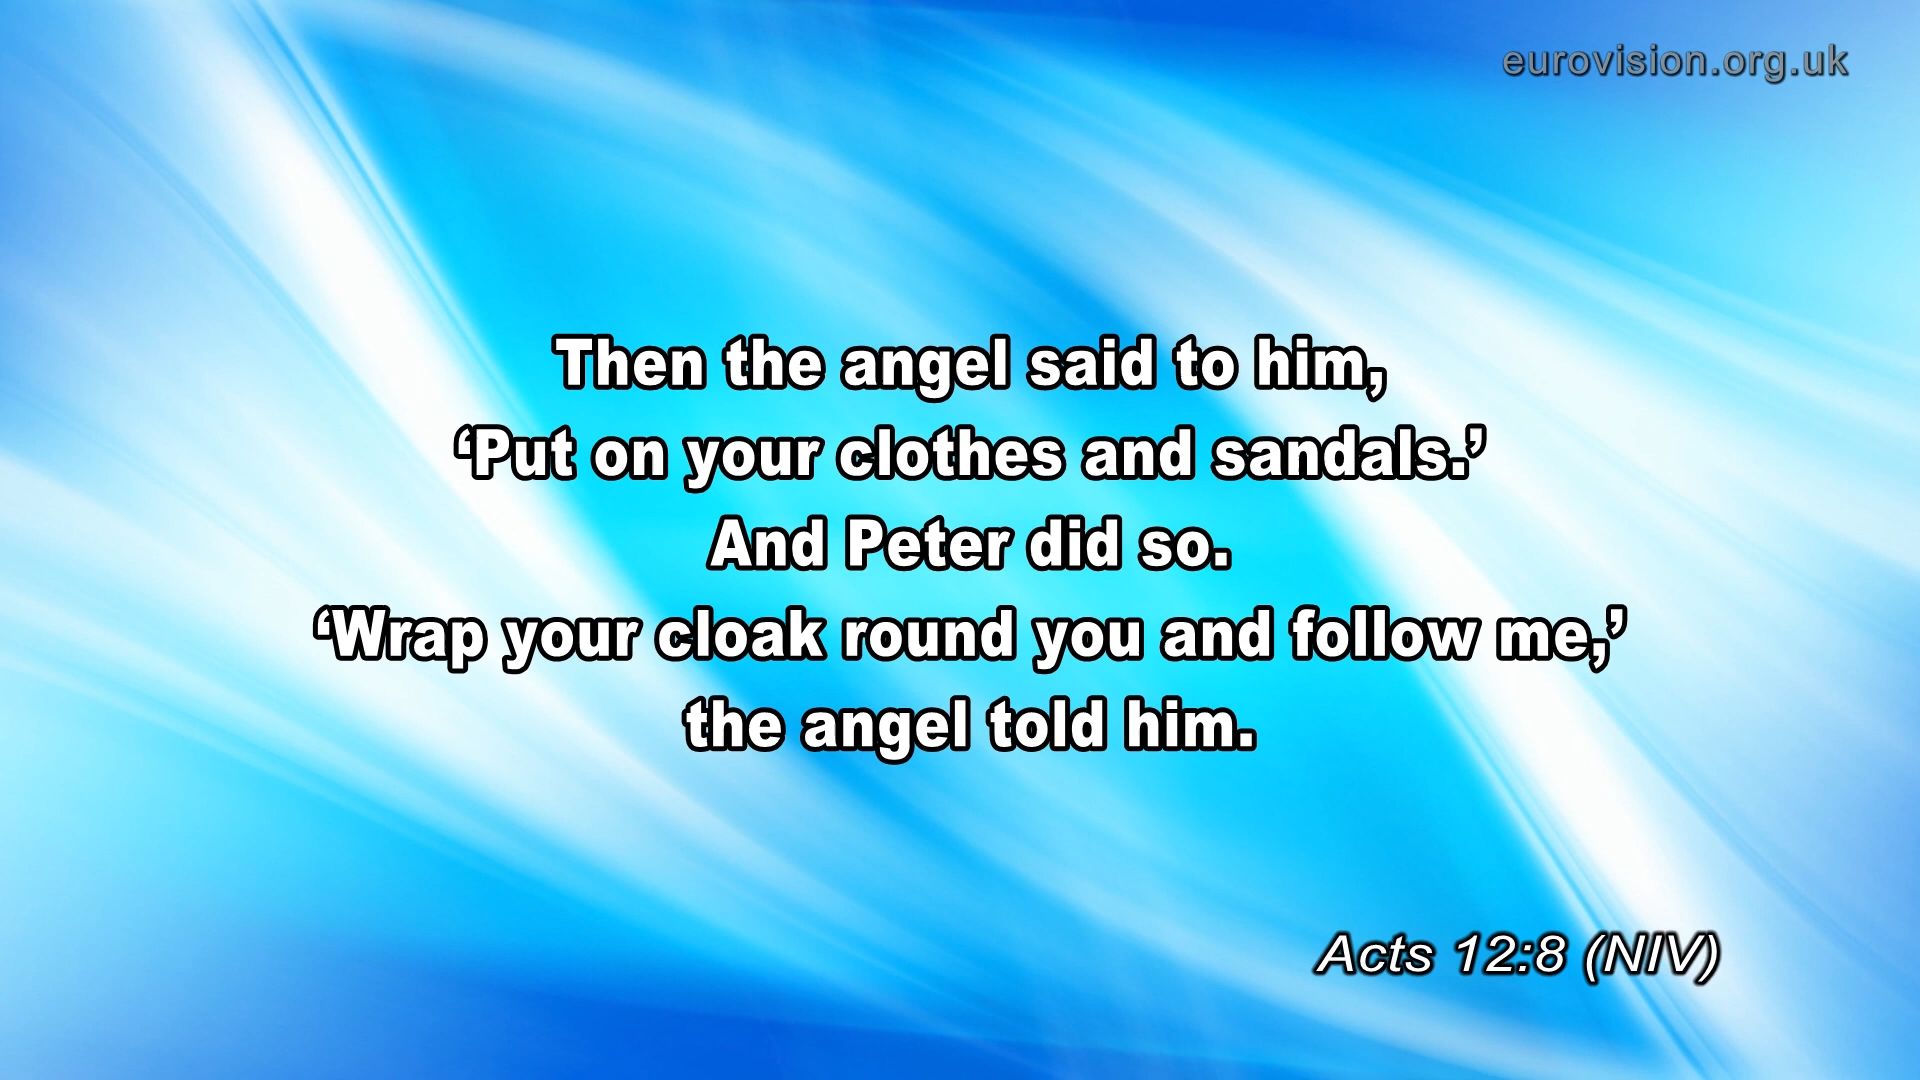 eurovision.org.uk
Then the angel said to him,
‘Put on your clothes and sandals.’
And Peter did so.
‘Wrap your cloak round you and follow me,’
the angel told him.
Acts 12:8 (NIV)